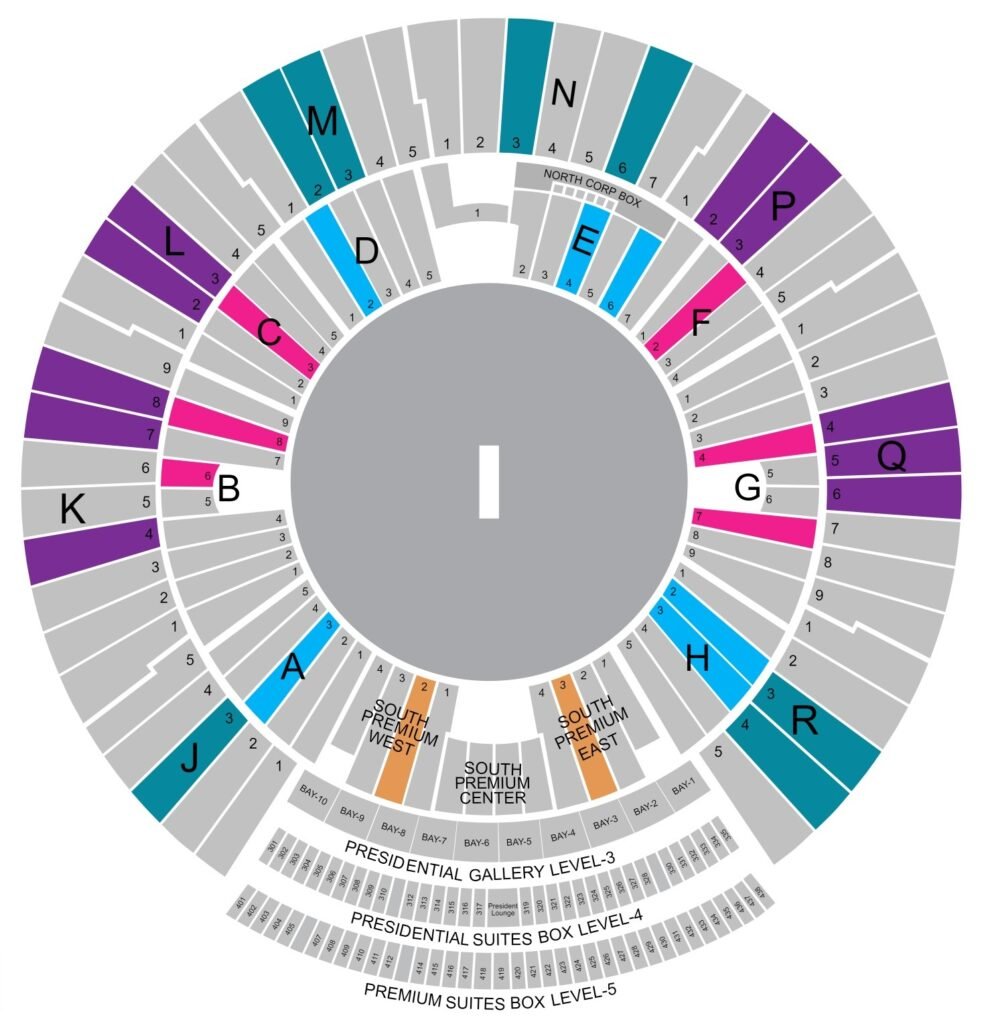 M
1 2 3 4 5
N
1 2 3 4 5 6 7
P
1 2 3 4 5
Q
1 2 3 4 5 6 7 8 9
R
1 2 3 4 5
L
1 2 3 4 5
K
1 2 3 4 5 6 7 8 9
J
1 2 3 4 5
NORTH CORP BOX
D
1 2 3 4 5
E
1 2 3 4 5 6 7
F
1 2 3 4
G
1 2 3 4 5 6 7 8 9
H
1 2 3 4 5
C
1 2 3 4 5
B
1 2 3 4 5 6 7 8 9
A
1 2 3 4 5
4 3 2 1
SOUTH
PREMIUM
WEST
SOUTH
PREMIUM
CENTER
4 3 2 1
SOUTH
PREMIUM
EAST
BAY-10 BAY-9 BAY-8 BAY-7 BAY-6 BAY-5 BAY-4 BAY-3 BAY-2 BAY-1
PRESIDENTIAL GALLERY LEVEL-3
301 302 303 304 305 306 307 308 309 310 312 313 314 315 316 317 President Lounge 319 320 321 322 323 324 325 326 327 328 330 331 332 333 334 335
PRESIDENTIAL SUITES BOX LEVEL-4
401 402 403 404 405 407 408 409 410 411 412 414 415 416 417 418 419 420 421 422 423 424 425 426 427 428 429 430 431 432 433 434 435 436 437 438
PREMIUM SUITES BOX LEVEL-5